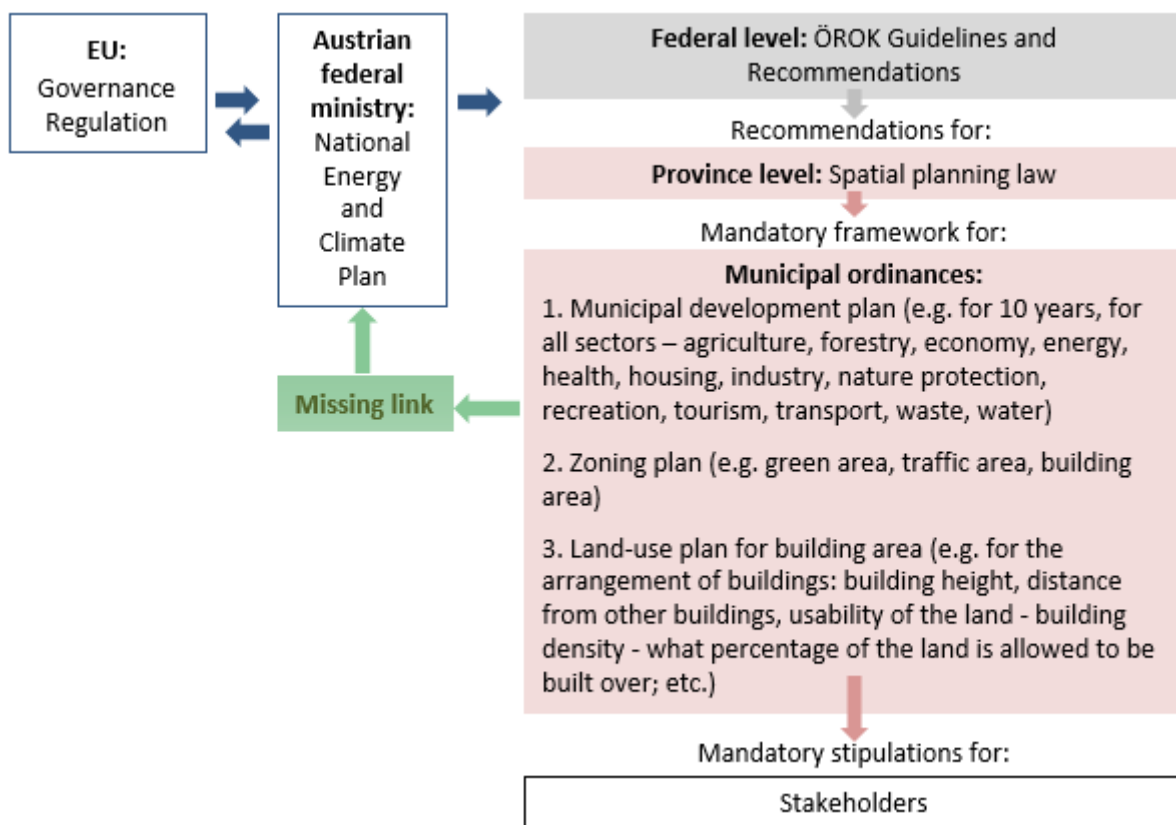 EU:
Governance
Regulation
Austrian
federal
ministry:
National
Energy
and
Climate
Plan
Missing link
Federal level: ÖROK Guidelines and
Recommendations
Recommendations for:
Province level: Spatial planning law
Mandatory framework for:
Municipal ordinances:
1. Municipal development plan (e.g. for 10 years, for
all sectors – agriculture, forestry, economy, energy,
health, housing, industry, nature protection,
recreation, tourism, transport, waste, water)
2. Zoning plan (e.g. green area, traffic area, building
area)
3. Land-use plan for building area (e.g. for the
arrangement of buildings: building height, distance
from other buildings, usability of the land - building
density - what percentage of the land is allowed to be
built over; etc.)
Mandatory stipulations for:
Stakeholders